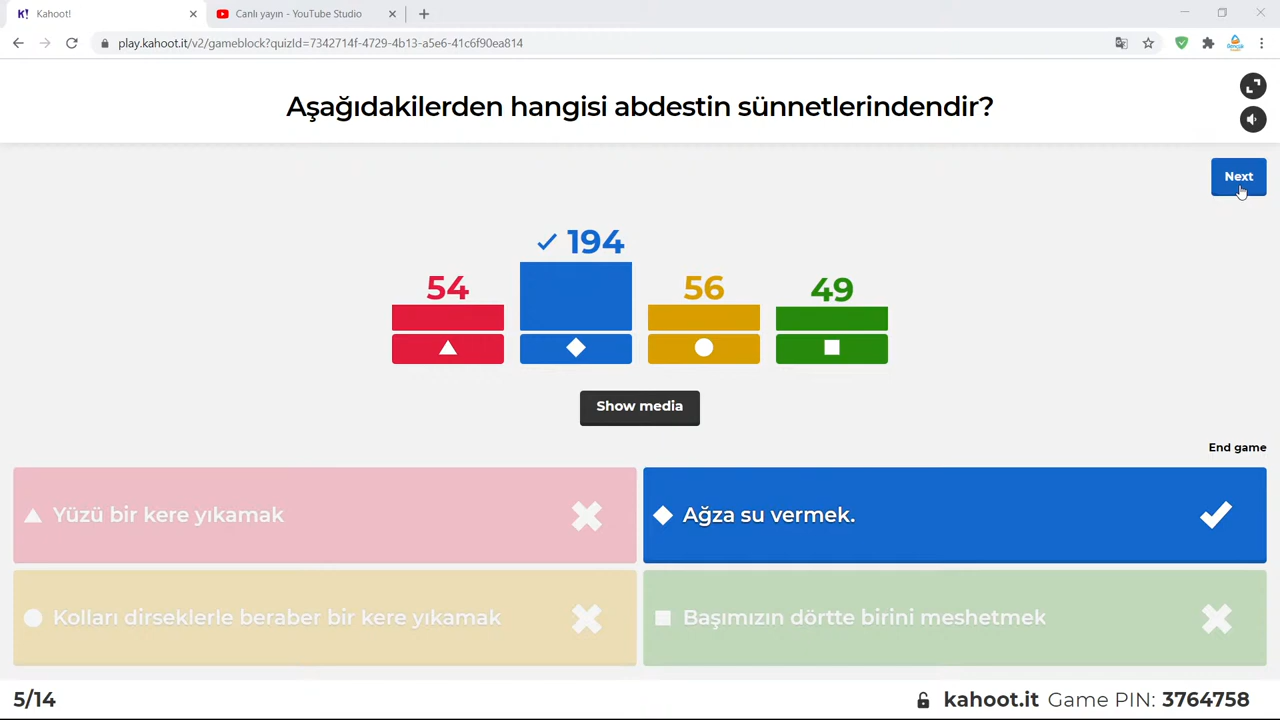 Kahoot!
Canlı yayın - YouTube Studio
play.kahoot.it/v2/gameblock?quizId=7342714f-4729-4b13-a5e6-41c6f90ea814
Aşağıdakilerden hangisi abdestin sünnetlerindendir?
Next
54
194
56
49
Show media
End game
Yüzü bir kere yıkamak
Ağza su vermek.
Kolları dirseklerle beraber bir kere yıkamak
Başımızın dörtte birini meshetmek
5/14
kahoot.it Game PIN: 3764758